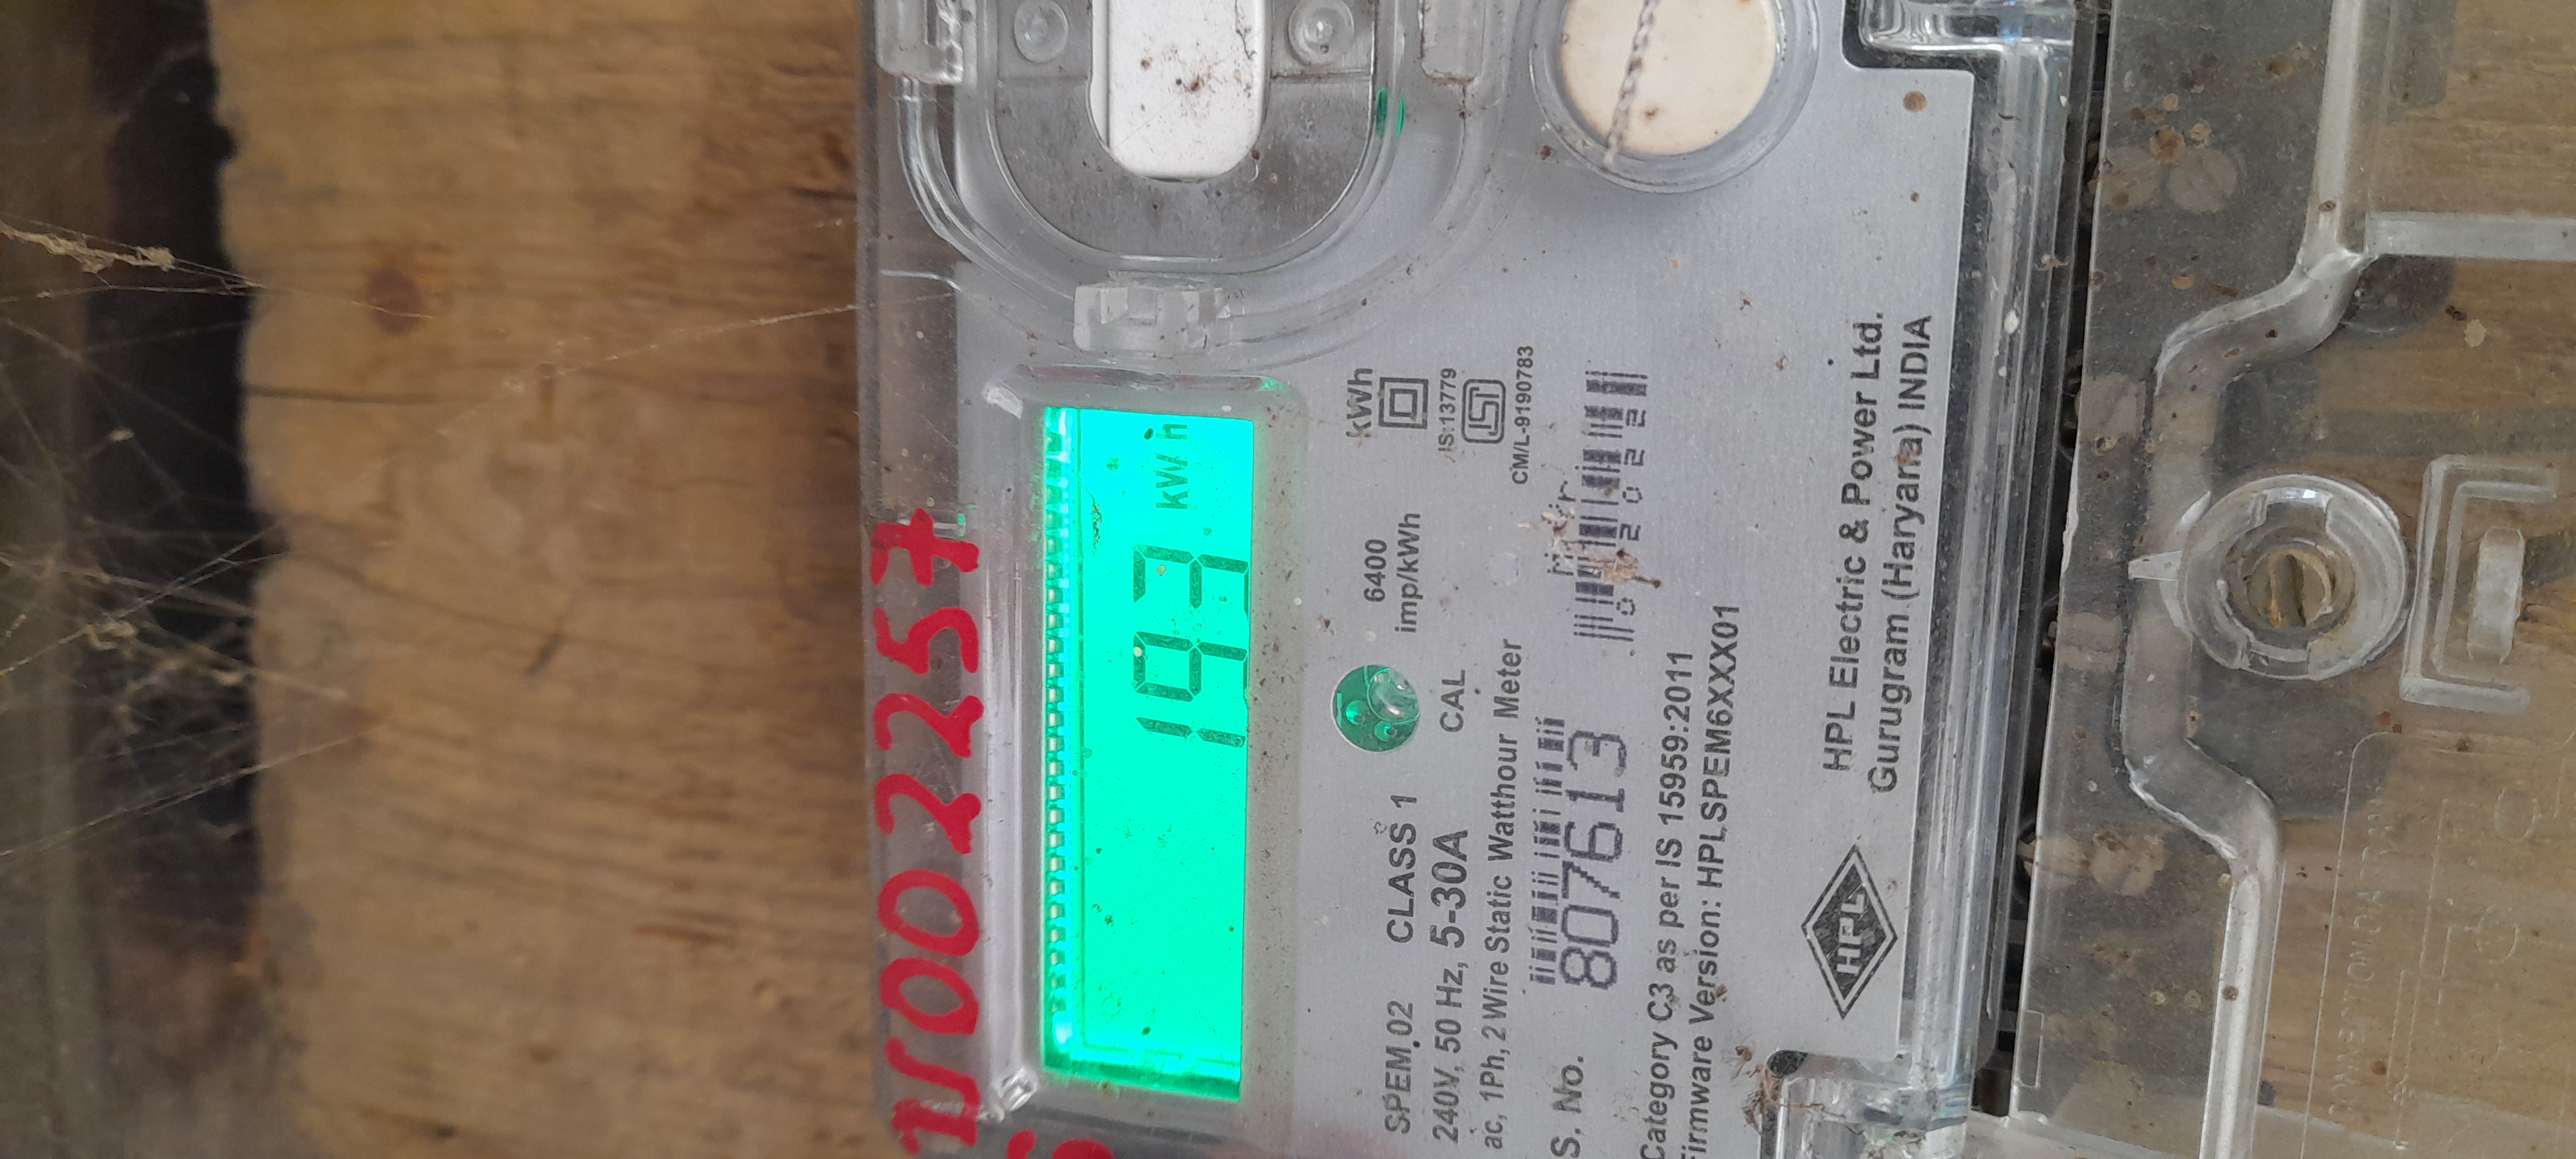 1002257
193 kWh
kWh
6400
imp/kWh
IS:13779
CM/L-9190783
CAL
SPEM 02 CLASS 1
240V, 50 Hz, 5-30A
ac, 1Ph, 2 Wire Static Watthour Meter
S. No. 807613
Category C3 as per IS 15959:2011
Firmware Version: HPLSPEM6XXX01
HPL
HPL Electric & Power Ltd.
Gurugram (Haryana) INDIA